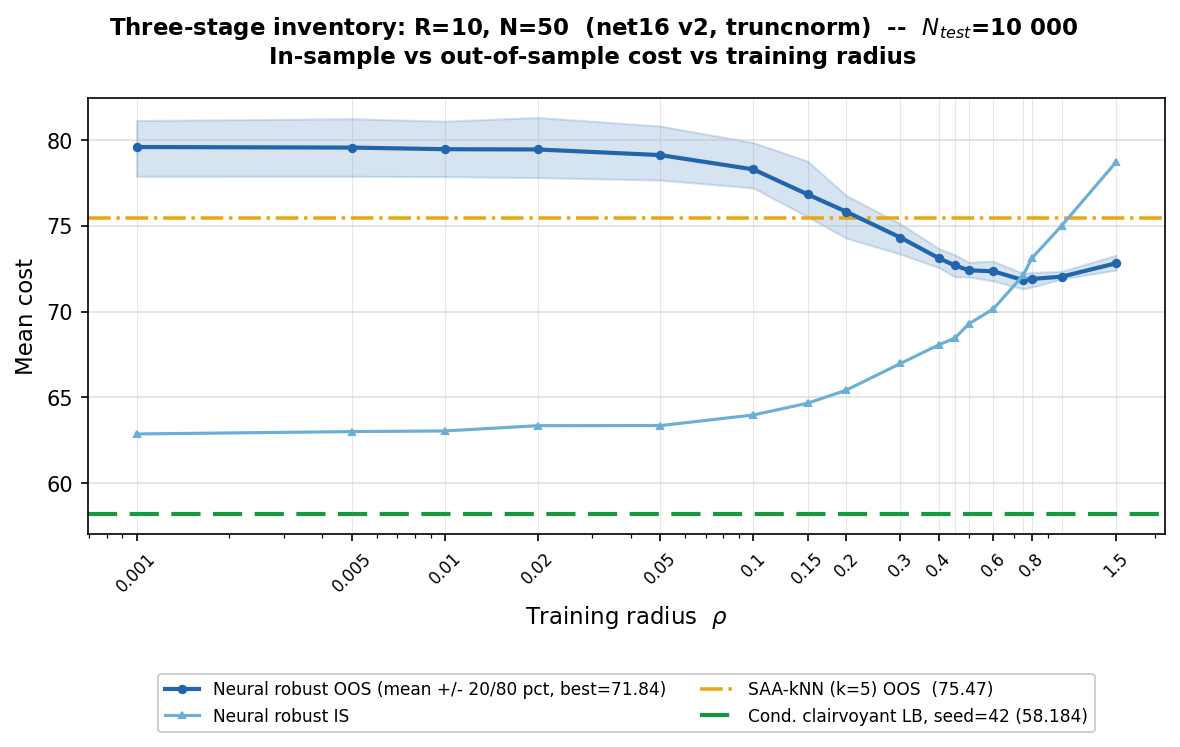 Three-stage inventory: R=10, N=50 (net16 v2, truncnorm) -- N_test=10 000
In-sample vs out-of-sample cost vs training radius
Mean cost
80
75
70
65
60
0.001
0.005
0.01
0.02
0.05
0.1
0.15
0.2
0.3
0.4
0.6
0.8
1.5
Training radius ρ
Neural robust OOS (mean +/- 20/80 pct, best=71.84)
Neural robust IS
SAA-kNN (k=5) OOS (75.47)
Cond. clairvoyant LB, seed=42 (58.184)